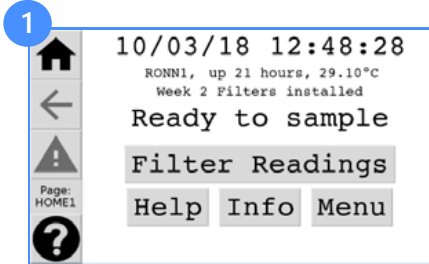 1
10/03/18 12:48:28
RONN1, up 21 hours, 29.10°C
Week 2 Filters installed
Ready to sample
Filter Readings
Help Info Menu
Page:
HOME1
?